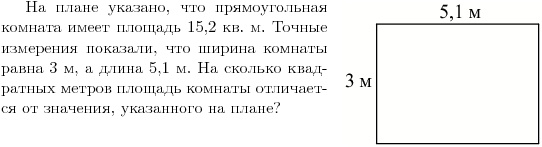 На плане указано, что прямоугольная
комната имеет площадь 15,2 кв. м. Точные
измерения показали, что ширина комнаты
равна 3 м, а длина 5,1 м. На сколько квад-
ратных метров площадь комнаты отличает-
ся от значения, указанного на плане?
5,1 м
3 м